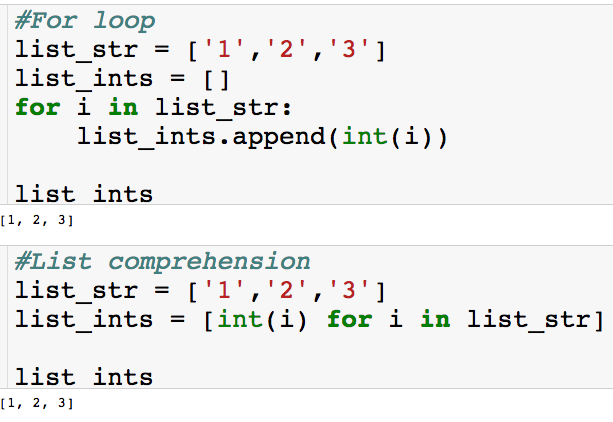 #For loop
list_str = ['1','2','3']
list_ints = []
for i in list_str:
    list_ints.append(int(i))
list_ints
[1, 2, 3]
#List comprehension
list_str = ['1','2','3']
list_ints = [int(i) for i in list_str]
list_ints
[1, 2, 3]